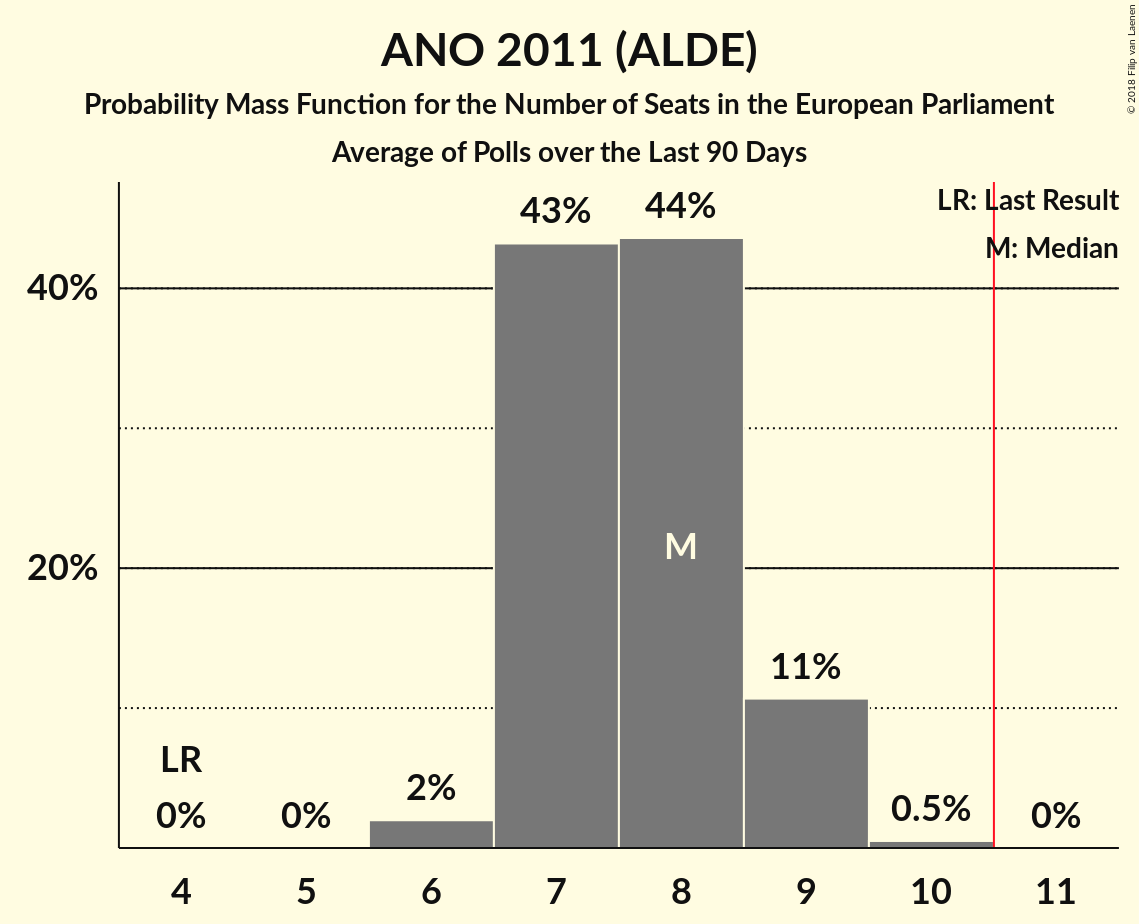 ANO 2011 (ALDE)
Probability Mass Function for the Number of Seats in the European Parliament
Average of Polls over the Last 90 Days
© 2018 Filip van Laenen
LR: Last Result
M: Median
43%
44%
40%
M
20%
11%
LR
0%
0%
2%
0.5%
0%
4 5 6 7 8 9 10 11